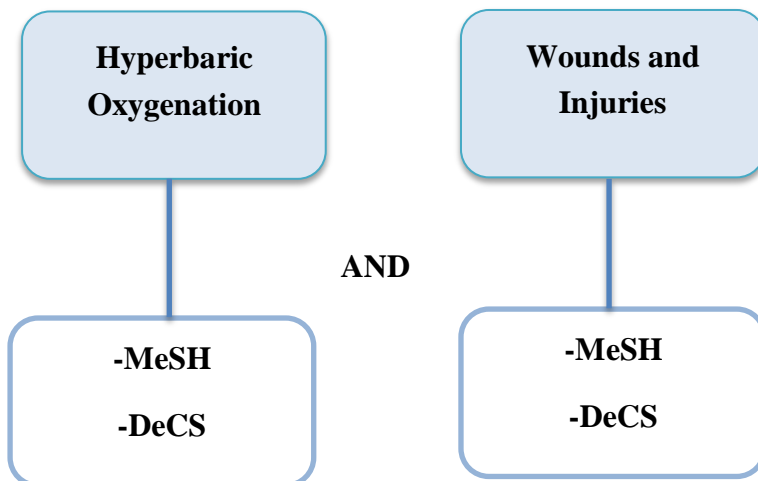 Hyperbaric
Oxygenation
Wounds and
Injuries
AND
-MeSH
-DeCS
-MeSH
-DeCS